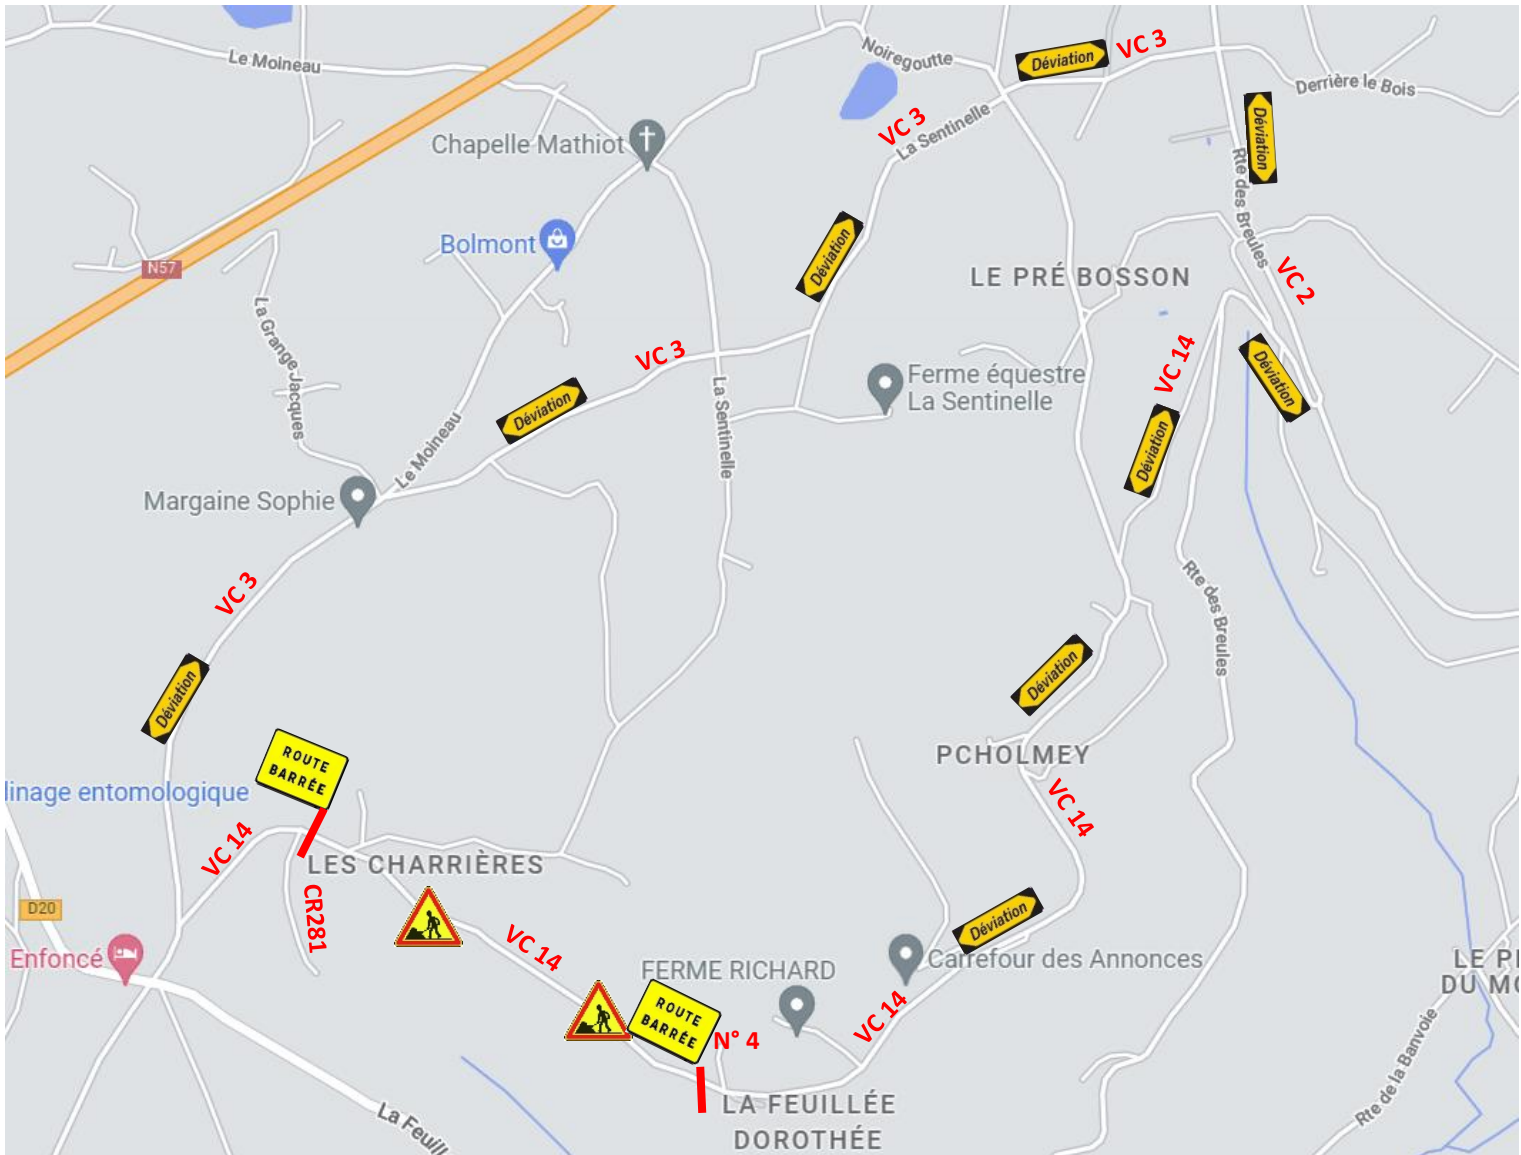 Le Moineau
Noiregoutte
Déviation
VC 3
Derrière le Bois
Chapelle Mathiot
VC 3
La Sentinelle
Déviation
Rte des Breules
Bolmont
N57
Déviation
LE PRÉ BOSSON
VC 2
La Grange Jacques
VC 3
VC 14
Déviation
Ferme équestre
La Sentinelle
La Sentinelle
Déviation
Le Moineau
Déviation
Margaine Sophie
VC 3
Rte des Breules
Déviation
Déviation
ROUTE
BARRÉE
PCHOLMEY
linage entomologique
VC 14
VC 14
LES CHARRIÈRES
CR281
D20
Déviation
VC 14
Enfoncé
FERME RICHARD
Carrefour des Annonces
LE P
DU MO
ROUTE
BARRÉE
N° 4
VC 14
Rte de la Banvoie
La Feuill
LA FEUILLÉE
DOROTHÉE